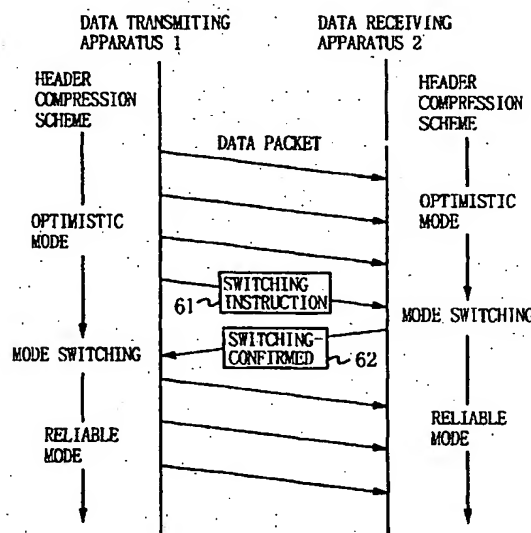 DATA TRANSMITING
APPARATUS 1
DATA RECEIVING
APPARATUS 2
HEADER
COMPRESSION
SCHEME
HEADER
COMPRESSION
SCHEME
DATA PACKET
OPTIMISTIC
MODE
OPTIMISTIC
MODE
61
SWITCHING
INSTRUCTION
MODE SWITCHING
SWITCHING-
CONFIRMED
62
MODE SWITCHING
RELIABLE
MODE
RELIABLE
MODE